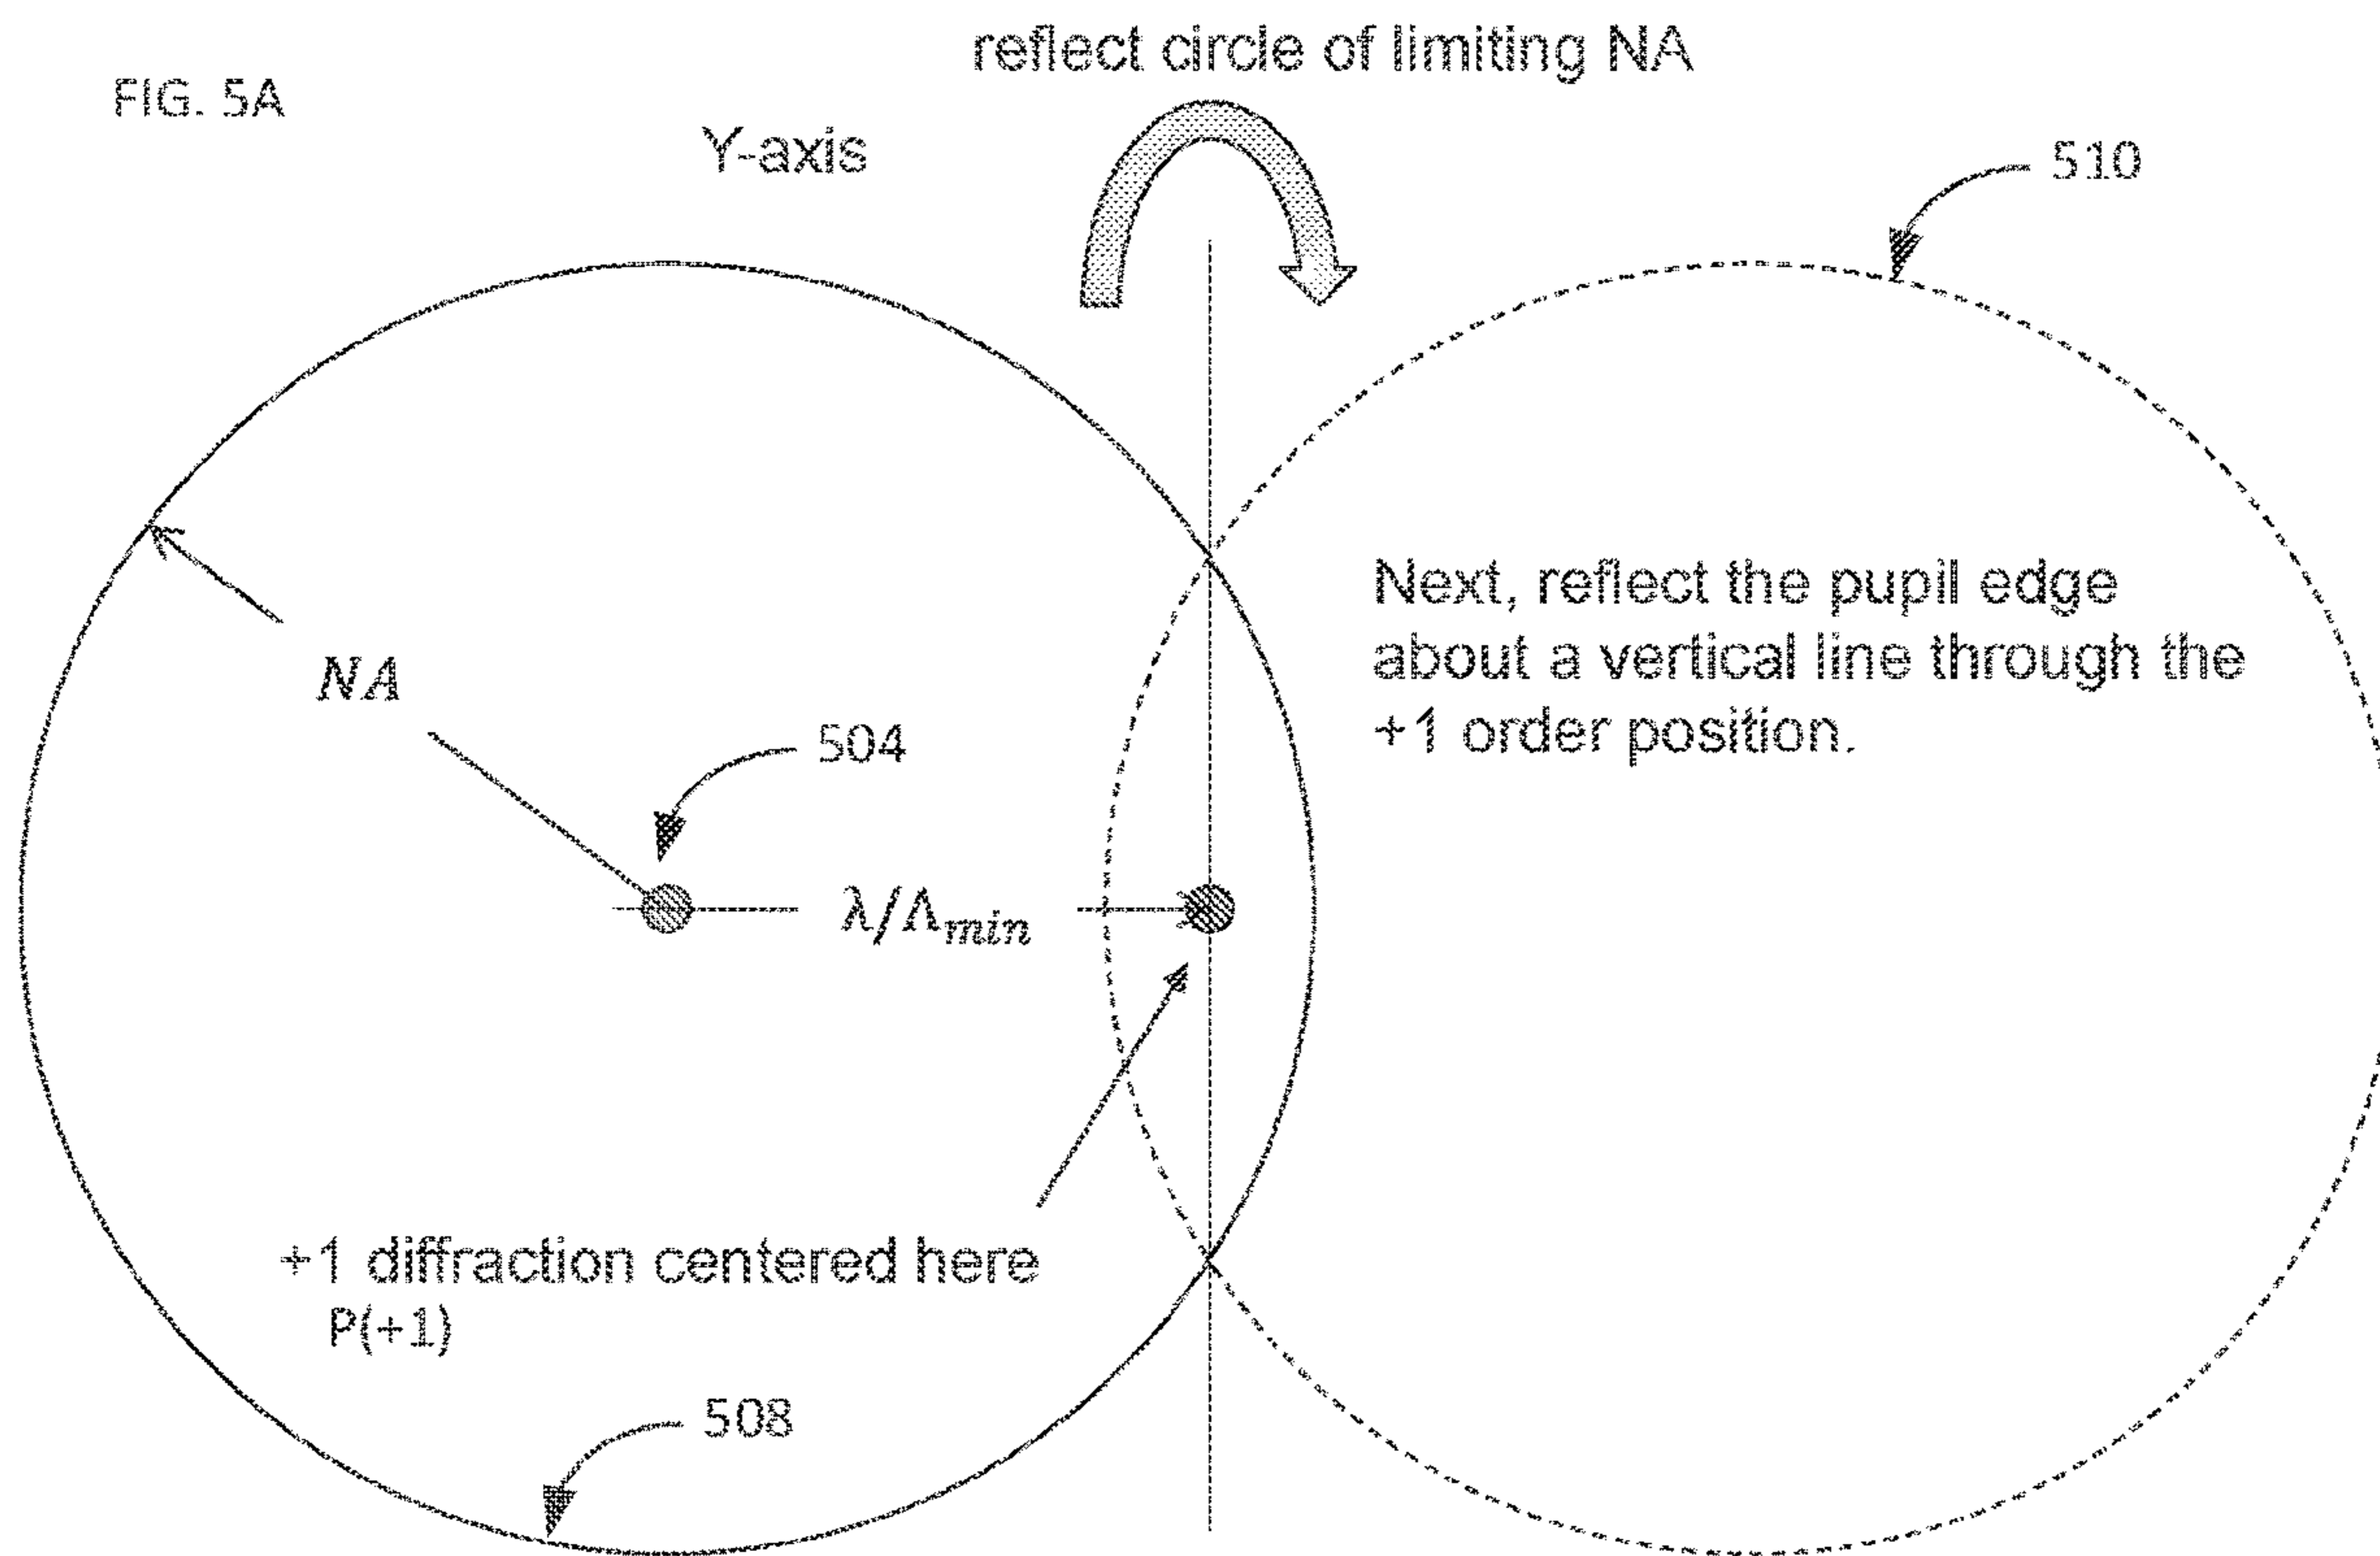 reflect circle of limiting NA
FIG. 5A
Y-axis
510
Next, reflect the pupil edge
about a vertical line through the
+1 order position.
NA
504
λ/Λmin
+1 diffraction centered here
P(+1)
508